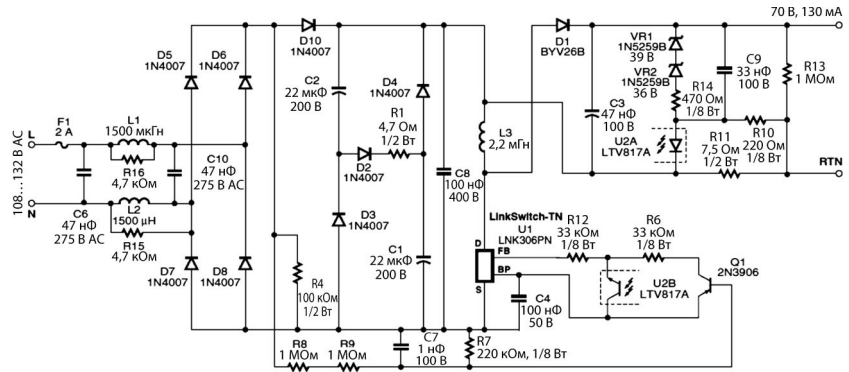 70 В, 130 мА
D5
1N4007
D6
1N4007
D10
1N4007
D1
BYV26B
VR1
1N5259B
39 В
VR2
1N5259B
36 В
C9
33 нФ
100 В
R13
1 МОм
C2
22 мкФ
200 В
D4
1N4007
R1
4,7 Ом
1/2 Вт
R14
470 Ом
1/8 Вт
C3
47 нФ
100 В
F1
2 А
L1
1500 мкГн
L3
2,2 мГн
U2A
LTV817A
R11
7,5 Ом
1/2 Вт
R10
220 Ом
1/8 Вт
RTN
L
N
108...132 В AC
R16
4,7 кОм
C10
47 нФ
275 В АС
D2
1N4007
C8
100 нФ
400 В
C6
47 нФ
275 В АС
L2
1500 µH
R15
4,7 кОм
D3
1N4007
LinkSwitch-TN
U1
LNK306PN
D
FB
BP
S
R12
33 кОм
1/8 Вт
R6
33 кОм
1/8 Вт
Q1
2N3906
D7
1N4007
D8
1N4007
R4
100 кОм
1/2 Вт
C1
22 мкФ
200 В
C4
100 нФ
50 В
U2B
LTV817A
C7
1 нФ
100 В
R7
220 кОм, 1/8 Вт
R8
1 МОм
R9
1 МОм